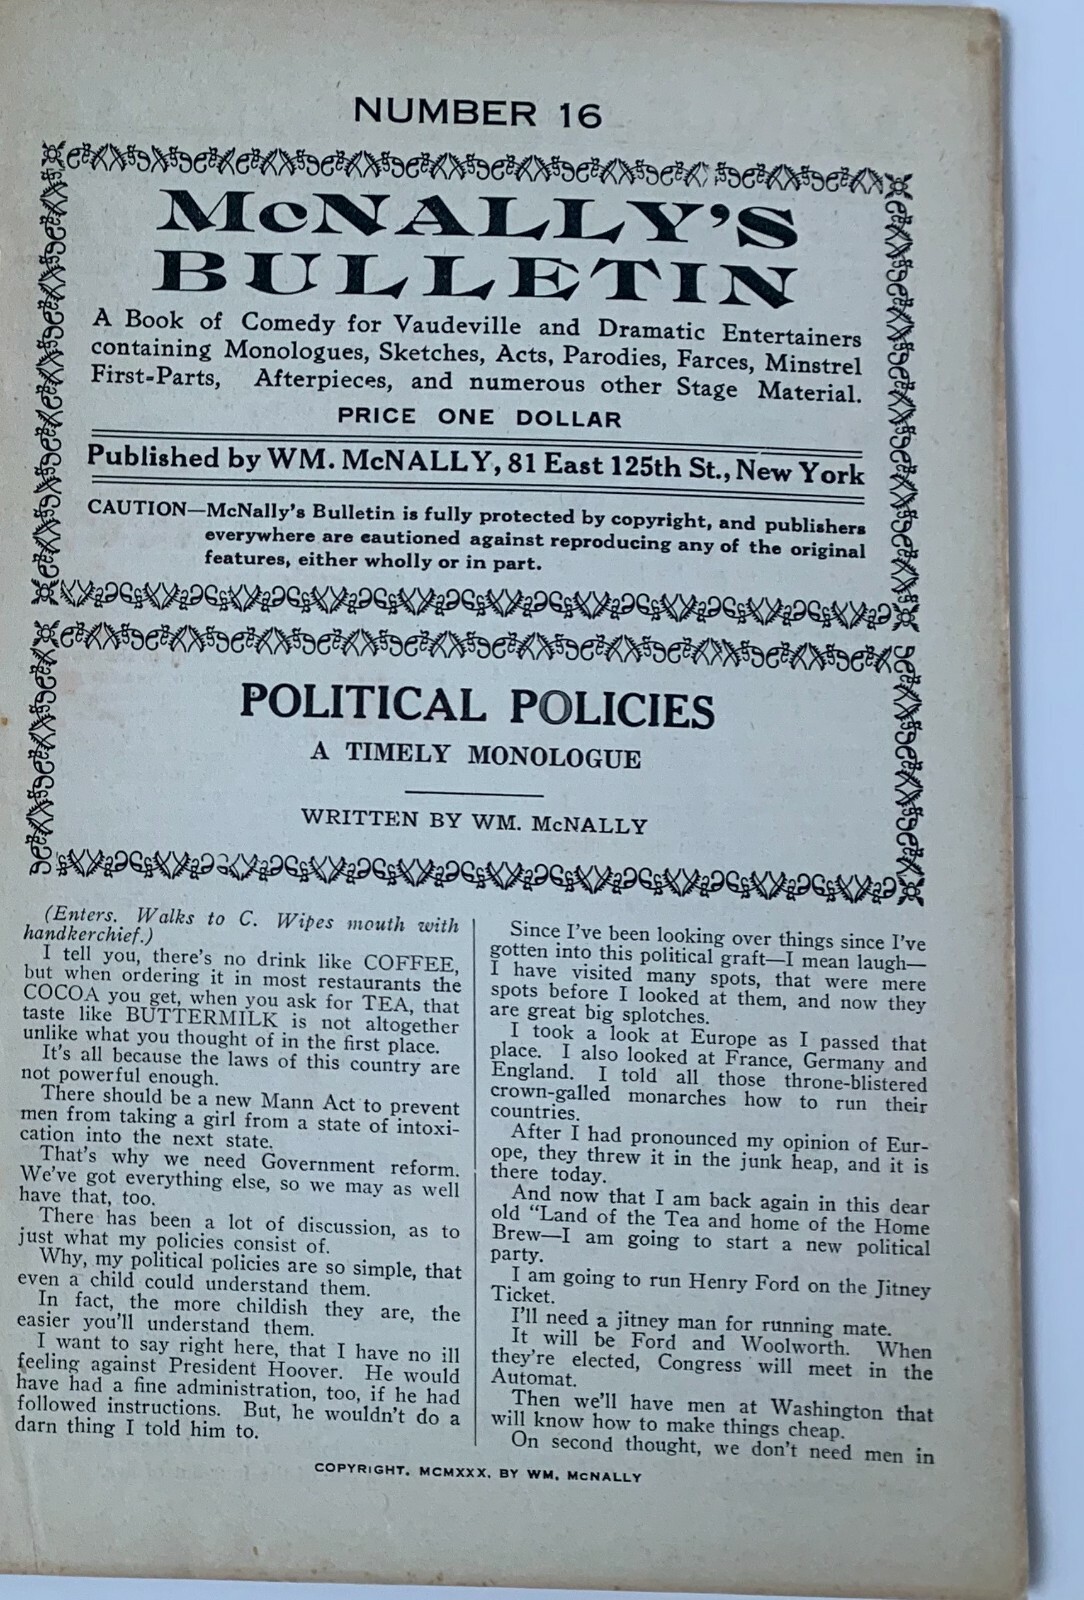 NUMBER 16
McNALLY'S
BULLETIN
A Book of Comedy for Vaudeville and Dramatic Entertainers
containing Monologues, Sketches, Acts, Parodies, Farces, Minstrel
First-Parts, Afterpieces, and numerous other Stage Material.
PRICE ONE DOLLAR
Published by WM. McNALLY, 81 East 125th St., New York
CAUTION—McNally's Bulletin is fully protected by copyright, and publishers
everywhere are cautioned against reproducing any of the original
features, either wholly or in part.
POLITICAL POLICIES
A TIMELY MONOLOGUE
WRITTEN BY WM. McNALLY
(Enters. Walks to C. Wipes mouth with
handkerchief.)
I tell you, there's no drink like COFFEE,
but when ordering it in most restaurants the
COCOA you get, when you ask for TEA, that
taste like BUTTERMILK is not altogether
unlike what you thought of in the first place.
It's all because the laws of this country are
not powerful enough.
There should be a new Mann Act to prevent
men from taking a girl from a state of intoxi-
cation into the next state.
That's why we need Government reform.
We've got everything else, so we may as well
have that, too.
There has been a lot of discussion, as to
just what my policies consist of.
Why, my political policies are so simple, that
even a child could understand them.
In fact, the more childish they are, the
easier you'll understand them.
I want to say right here, that I have no ill
feeling against President Hoover. He would
have had a fine administration, too, if he had
followed instructions. But, he wouldn't do a
darn thing I told him to.
Since I've been looking over things since I've
gotten into this political graft—I mean laugh—
I have visited many spots, that were mere
spots before I looked at them, and now they
are great big splotches.
I took a look at Europe as I passed that
place. I also looked at France, Germany and
England. I told all those throne-blistered
crown-galled monarches how to run their
countries.
After I had pronounced my opinion of Eur-
ope, they threw it in the junk heap, and it is
there today.
And now that I am back again in this dear
old "Land of the Tea and home of the Home
Brew—I am going to start a new political
party.
I am going to run Henry Ford on the Jitney
Ticket.
I'll need a jitney man for running mate.
It will be Ford and Woolworth. When
they're elected, Congress will meet in the
Automat.
Then we'll have men at Washington that
will know how to make things cheap.
On second thought, we don't need men in
COPYRIGHT, MCMXXX, BY WM. McNALLY